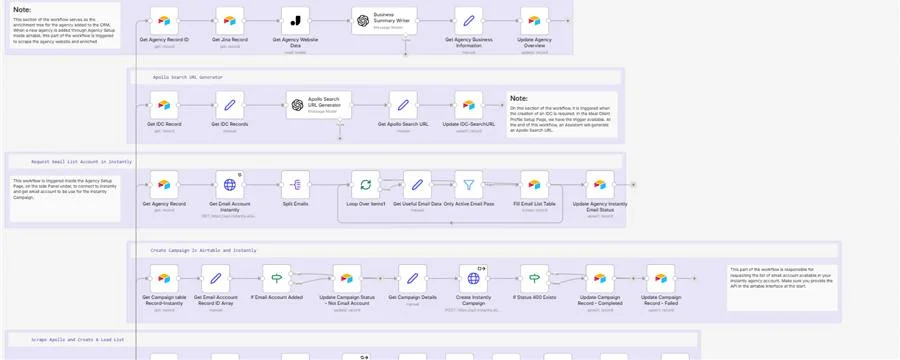 Note:
This section of the workflow serves as the
enrichment tree for the agency added to the CRM.
When a new agency is added through Agency Setup
inside airtable, this part of the workflow is triggered
to scrape the agency website and enriched
Get Agency Record ID
get: record
Get Jina Record
get: record
Get Agency Website
Data
Business
Summary Writer
Message Model
Get Agency Business
Information
manual
Update Agency
Overview
Apollo Search URL Generator
Get IDC Record
get: record
Get IDC Records
manual
Apollo Search
URL Generator
Message Model
Get Apollo Search URL
manual
Update IDC-SearchURL
upsert: record
Note:
On this section of the workflow, it is triggered when
the creation of an IDC is required. In the Ideal Client
Profile Setup Page, we have the trigger available. At
the end of this workflow, an Assistant will generate
an Apollo Search URL.
Request Email List Account in Instantly
This workflow is triggered inside the Agency Setup
Page, on the side Panel under, to connect to instantly
and get email account to be use for the Instantly
Campaign.
Get Agency Record
get: record
Get Email Account
Instantly
Split Emails
Loop Over Items1
Get Useful Email Data
manual
Only Active Email Pass
Fill Email List Table
Update Agency Instantly
Email Status
upsert: record
Create Campaign In Airtable and Instantly
Get Campaign table
Record-Instantly
get: record
Get Email Acccount
Record ID Array
manual
If Email Account Added
Update Campaign Status
- Not Email Account
Get Campaign Details
manual
Create Instantly
Campaign
If Status 400 Exists
Update Campaign
Record - Completed
upsert: record
Update Campaign
Record - Failed
upsert: record
This part of the workflow is responsible for
requesting the list of email account available in your
instantly agency account. Make sure you provide the
API in the airtable interface at the start.
Scrape Apollo and Create A Lead List